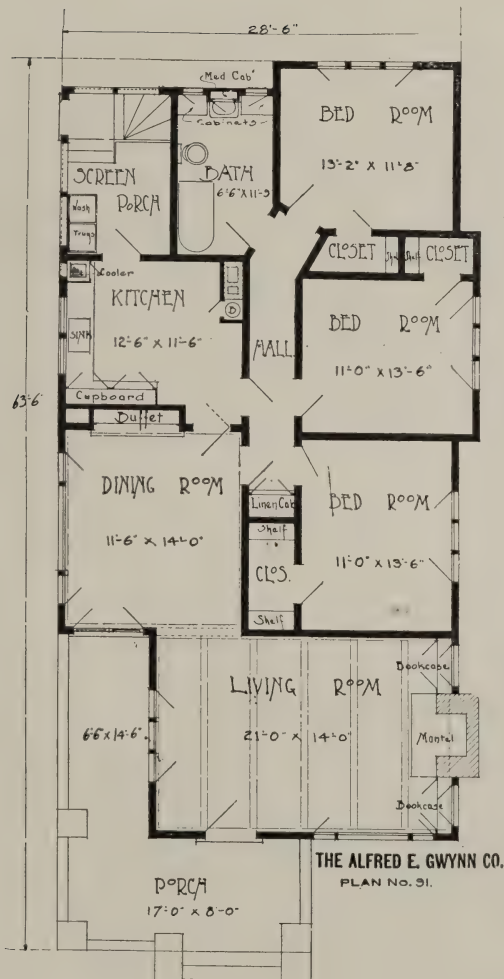 28'-6"
Med Cab'
Cabinets
BED ROOM
13'-2" X 11'-8"
BATH
6'-6" X 11'-9
SCREEN
PORCH
Wash
Trays
CLOSET
Shelf
Shelf
CLOSET
Cooler
KITCHEN
12'-6" X 11'-6"
SINK
D
HALL
BED ROOM
11'-0" X 13'-6"
Cupboard
63'-6"
Buffet
DINING ROOM
11'-6" X 14'-0"
Linen Cab
Shelf
CLOS.
Shelf
BED ROOM
11'-0" X 13'-6"
Bookcase
LIVING ROOM
21'-0" X 14'-0"
6'-6 X 14'-6"
Mantel
Bookcase
THE ALFRED E. GWYNN CO.
PLAN NO. 91.
PORCH
17'-0" X 8'-0"